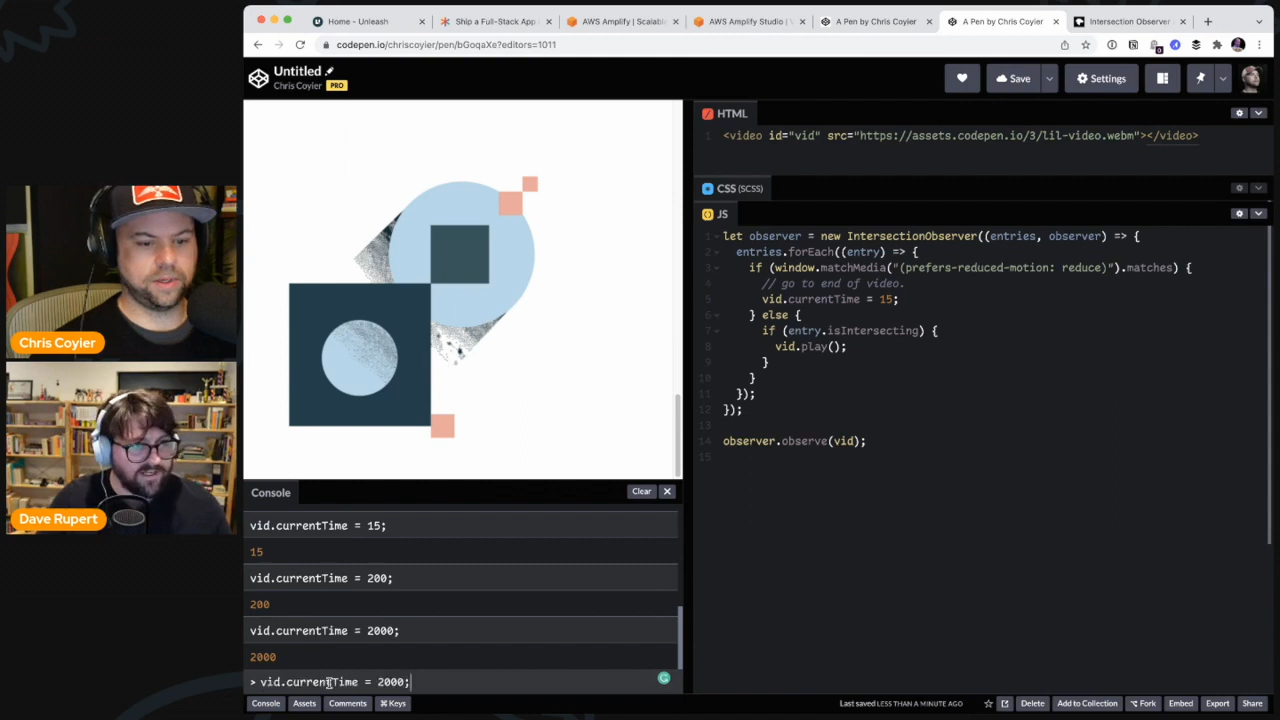 Home - Unleash
Ship a Full-Stack App
AWS Amplify | Scalable
AWS Amplify Studio |
A Pen by Chris Coyier
A Pen by Chris Coyier
Intersection Observer
codepen.io/chriscoyier/pen/bGoqaXe?editors=1011
Untitled
Chris Coyier PRO
Save
Settings
HTML
1 <video id="vid" src="https://assets.codepen.io/3/lil-video.webm"></video>
CSS (SCSS)
JS
1 let observer = new IntersectionObserver((entries, observer) => {
2 entries.forEach((entry) => {
3 if (window.matchMedia("(prefers-reduced-motion: reduce)").matches) {
4 // go to end of video.
5 vid.currentTime = 15;
6 } else {
7 if (entry.isIntersecting) {
8 vid.play();
9 }
10 }
11 });
12 });
13
14 observer.observe(vid);
15
Chris Coyier
Dave Rupert
Console
Clear
vid.currentTime = 15;
15
vid.currentTime = 200;
200
vid.currentTime = 2000;
2000
> vid.currentTime = 2000;
Console
Assets
Comments
⌘ Keys
Last saved LESS THAN A MINUTE AGO
Delete
Add to Collection
Fork
Embed
Export
Share